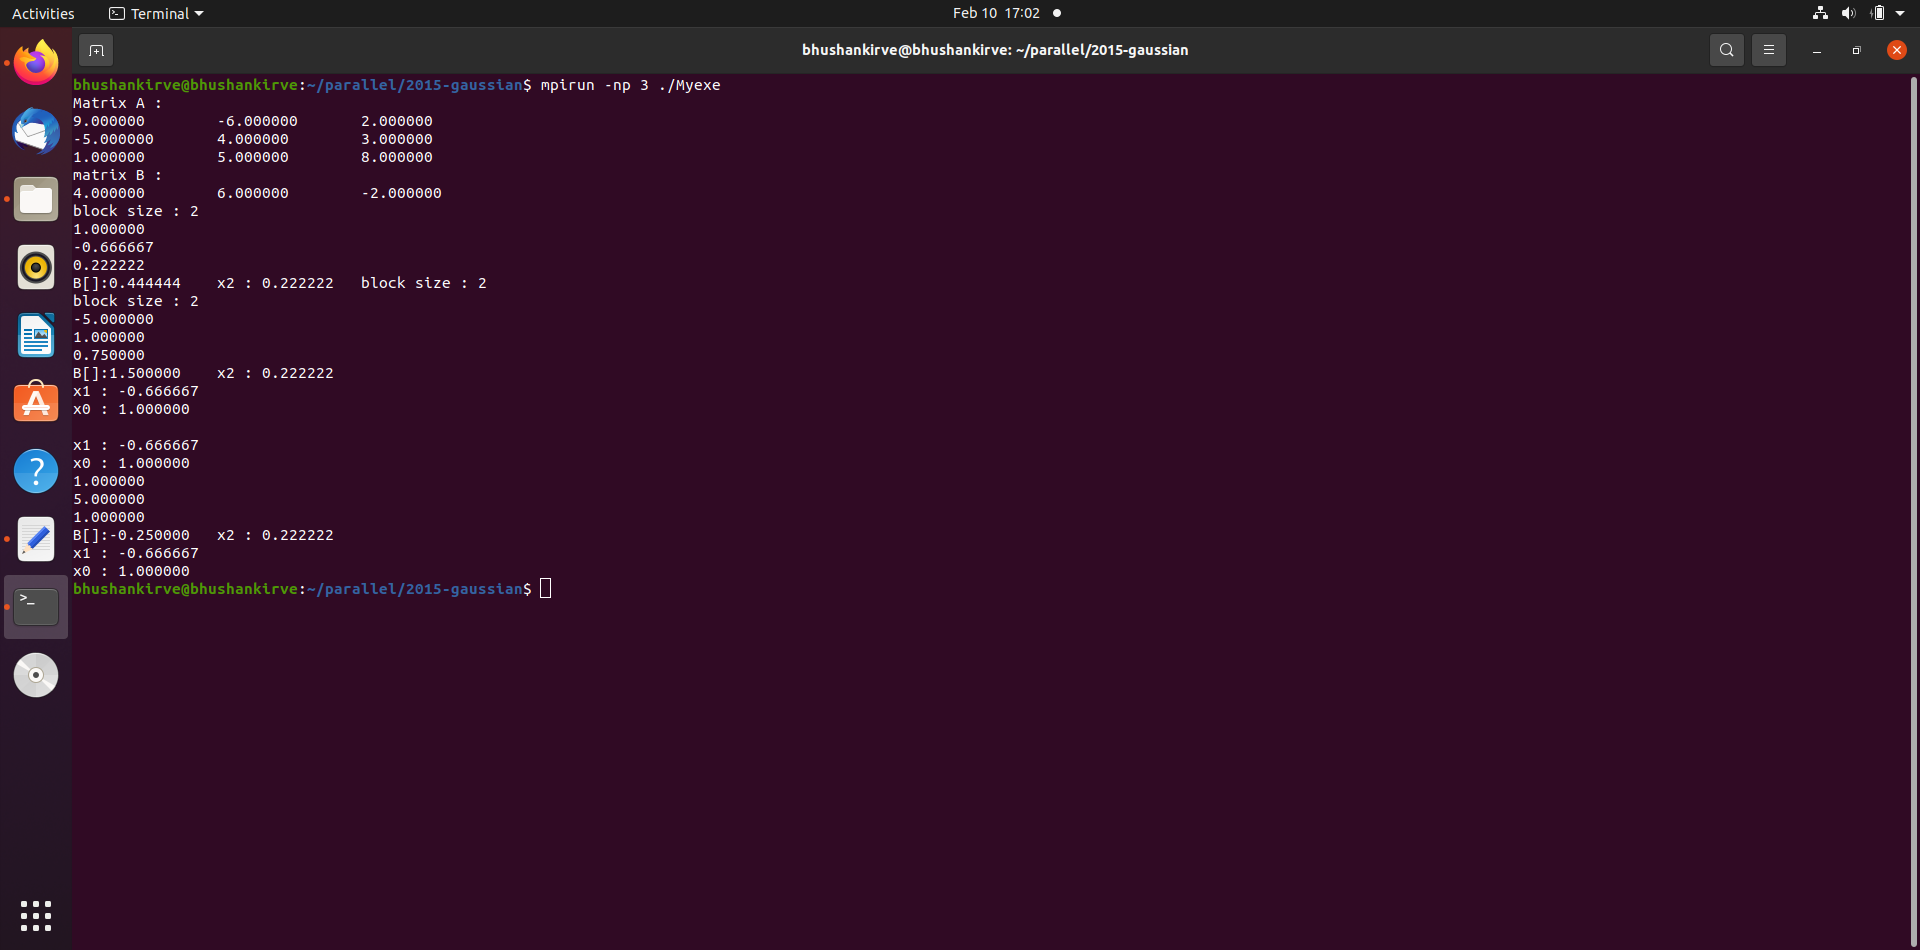 Activities Terminal Feb 10 17:02
bhushankirve@bhushankirve: ~/parallel/2015-gaussian
bhushankirve@bhushankirve:~/parallel/2015-gaussian$ mpirun -np 3 ./Myexe
Matrix A :
9.000000 -6.000000 2.000000
-5.000000 4.000000 3.000000
1.000000 5.000000 8.000000
matrix B :
4.000000 6.000000 -2.000000
block size : 2
1.000000
-0.666667
0.222222
B[]:0.444444 x2 : 0.222222 block size : 2
block size : 2
-5.000000
1.000000
0.750000
B[]:1.500000 x2 : 0.222222
x1 : -0.666667
x0 : 1.000000

x1 : -0.666667
x0 : 1.000000
1.000000
5.000000
1.000000
B[]:-0.250000 x2 : 0.222222
x1 : -0.666667
x0 : 1.000000
bhushankirve@bhushankirve:~/parallel/2015-gaussian$